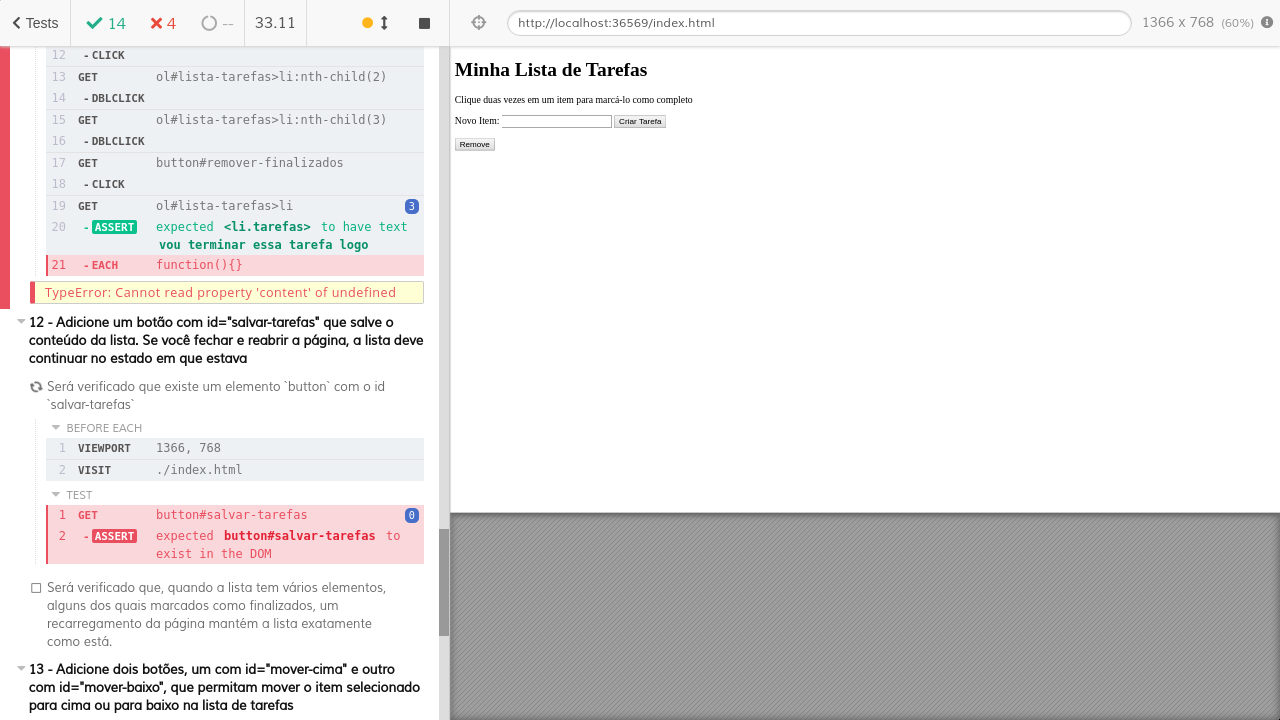 Tests 14 4 -- 33.11 http://localhost:36569/index.html 1366 x 768 (60%)
12 - CLICK
13 GET ol#lista-tarefas>li:nth-child(2)
14 - DBLCLICK
15 GET ol#lista-tarefas>li:nth-child(3)
16 - DBLCLICK
17 GET button#remover-finalizados
18 - CLICK
19 GET ol#lista-tarefas>li 3
20 - ASSERT expected <li.tarefas> to have text
vou terminar essa tarefa logo
21 - EACH function(){}
TypeError: Cannot read property 'content' of undefined
12 - Adicione um botão com id="salvar-tarefas" que salve o
conteúdo da lista. Se você fechar e reabrir a página, a lista deve
continuar no estado em que estava
Será verificado que existe um elemento `button` com o id
`salvar-tarefas`
BEFORE EACH
1 VIEWPORT 1366, 768
2 VISIT ./index.html
TEST
1 GET button#salvar-tarefas 0
2 - ASSERT expected button#salvar-tarefas to
exist in the DOM
Será verificado que, quando a lista tem vários elementos,
alguns dos quais marcados como finalizados, um
recarregamento da página mantém a lista exatamente
como está.
13 - Adicione dois botões, um com id="mover-cima" e outro
com id="mover-baixo", que permitam mover o item selecionado
para cima ou para baixo na lista de tarefas
Minha Lista de Tarefas
Clique duas vezes em um item para marcá-lo como completo
Novo Item: Criar Tarefa
Remove